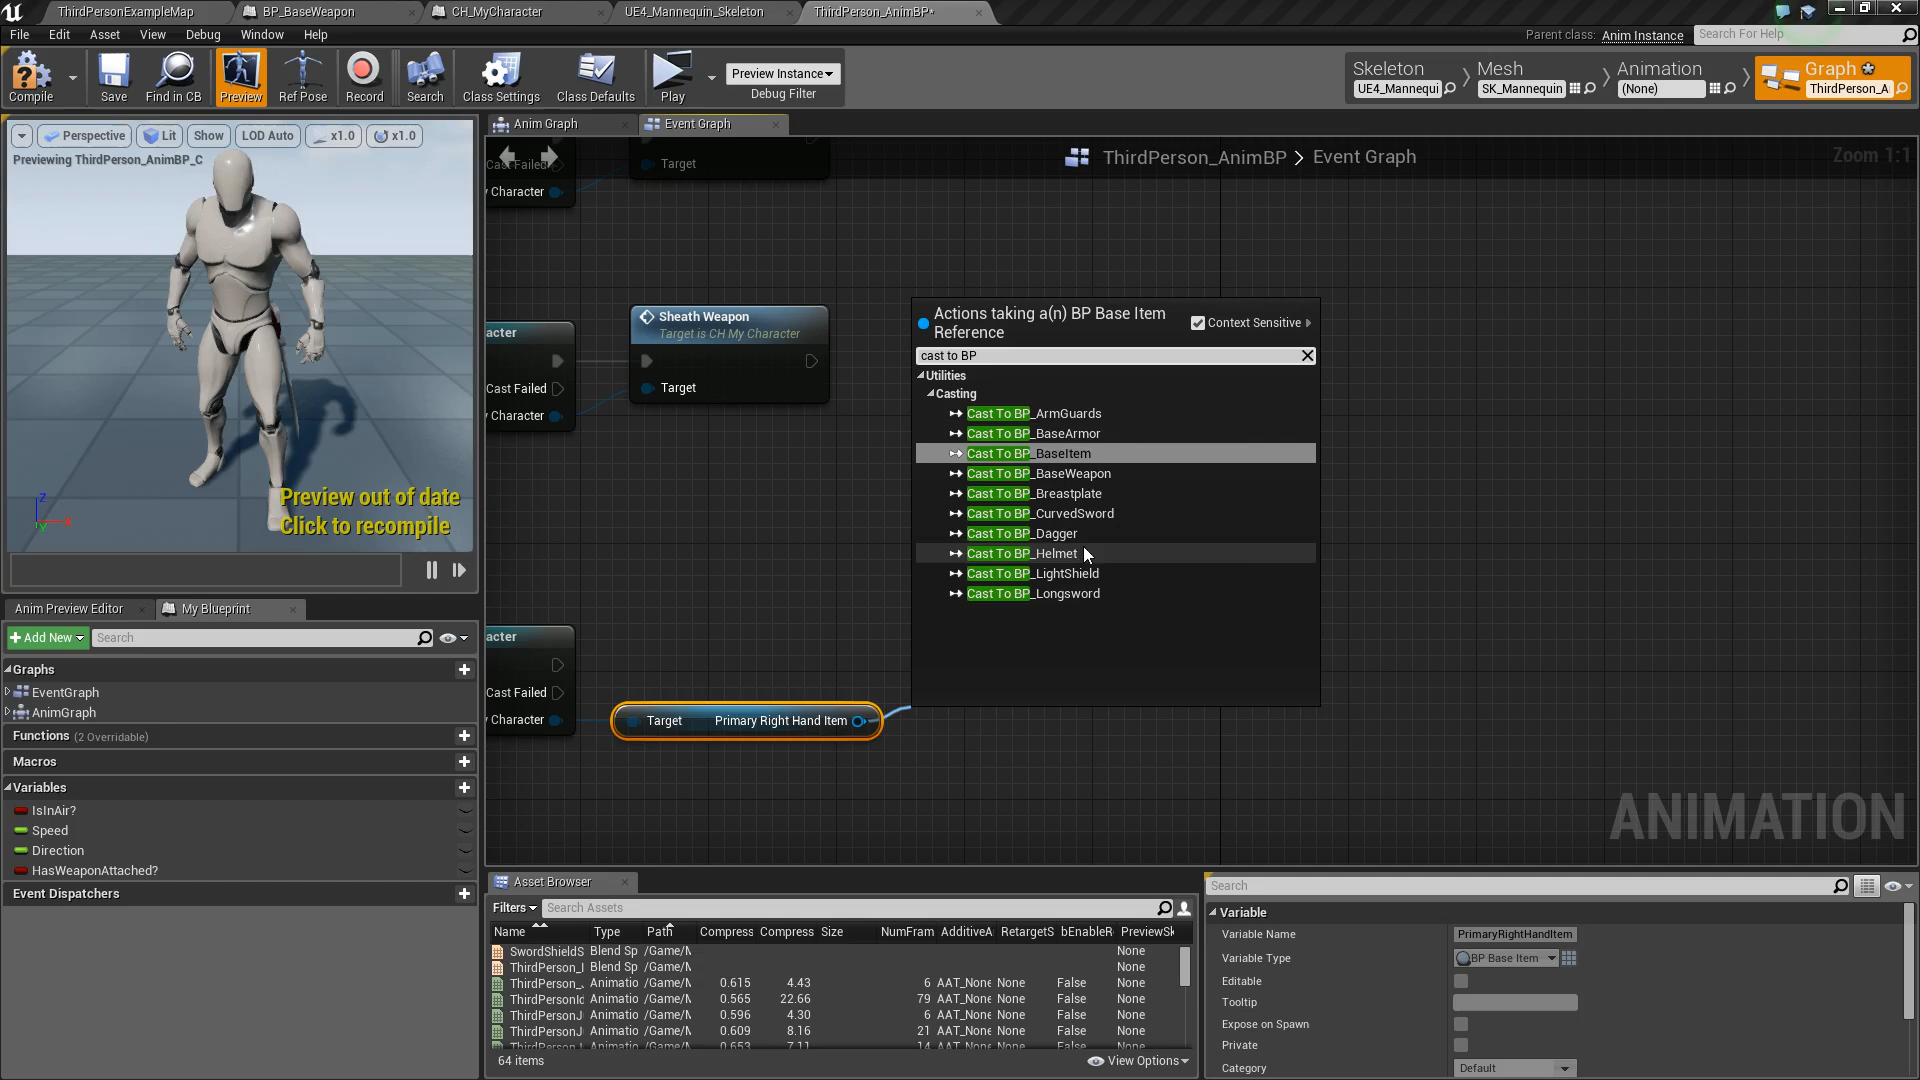 ThirdPersonExampleMap
BP_BaseWeapon
CH_MyCharacter
UE4_Mannequin_Skeleton
ThirdPerson_AnimBP*
File Edit Asset View Debug Window Help
Parent class: Anim Instance
Search For Help
Compile
Save
Find in CB
Preview
Ref Pose
Record
Search
Class Settings
Class Defaults
Play
Preview Instance
Debug Filter
Skeleton
UE4_Mannequi
Mesh
SK_Mannequin
Animation
(None)
Graph
ThirdPerson_A
Perspective
Lit
Show
LOD Auto
x1.0
x1.0
Previewing ThirdPerson_AnimBP_C
Preview out of date
Click to recompile
Anim Preview Editor
My Blueprint
+ Add New
Search
Graphs
EventGraph
AnimGraph
Functions (2 Overridable)
Macros
Variables
IsInAir?
Speed
Direction
HasWeaponAttached?
Event Dispatchers
Anim Graph
Event Graph
ThirdPerson_AnimBP > Event Graph
Zoom 1:1
Cast Failed
Target
y Character
acter
Sheath Weapon
Target is CH My Character
Cast Failed
Target
y Character
acter
Cast Failed
y Character
Target
Primary Right Hand Item
Actions taking a(n) BP Base Item
Reference
Context Sensitive
cast to BP
Utilities
Casting
Cast To BP_ArmGuards
Cast To BP_BaseArmor
Cast To BP_BaseItem
Cast To BP_BaseWeapon
Cast To BP_Breastplate
Cast To BP_CurvedSword
Cast To BP_Dagger
Cast To BP_Helmet
Cast To BP_LightShield
Cast To BP_Longsword
ANIMATION
Asset Browser
Filters
Search Assets
Name Type Path Compress Compress Size NumFram AdditiveA RetargetS bEnableR PreviewSk
SwordShieldS Blend Sp /Game/M None
ThirdPerson_I Blend Sp /Game/M None
ThirdPerson_ Animatio /Game/M 0.615 4.43 6 AAT_None None False None
ThirdPersonId Animatio /Game/M 0.565 22.66 79 AAT_None None False None
ThirdPersonJ Animatio /Game/M 0.596 4.30 6 AAT_None None False None
ThirdPersonJ Animatio /Game/M 0.609 8.16 21 AAT_None None False None
0.653 7.11 14 AAT_None None False None
64 items
View Options
Search
Variable
Variable Name
PrimaryRightHandItem
Variable Type
BP Base Item
Editable
Tooltip
Expose on Spawn
Private
Category
Default